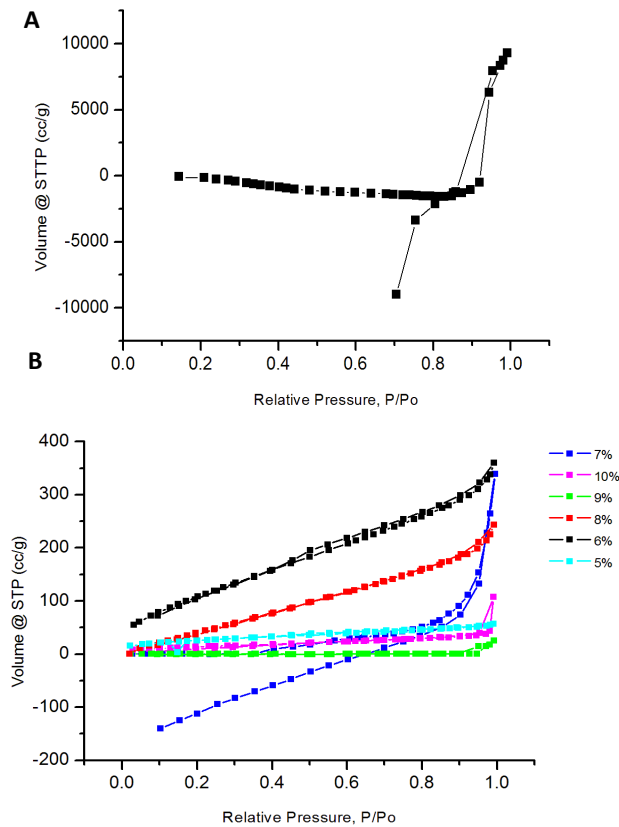 A
10000
5000
0
-5000
-10000
Volume @ STTP (cc/g)
0.0 0.2 0.4 0.6 0.8 1.0
Relative Pressure, P/Po
B
400
300
200
100
0
-100
-200
Volume @ STP (cc/g)
0.0 0.2 0.4 0.6 0.8 1.0
Relative Pressure, P/Po
7%
10%
9%
8%
6%
5%